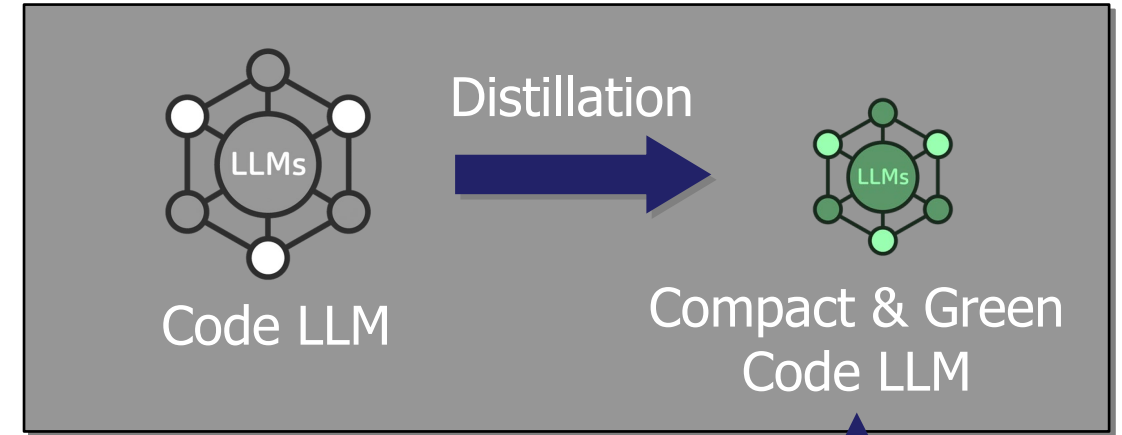 Distillation
LLMs
LLMs
Code LLM
Compact & Green
Code LLM